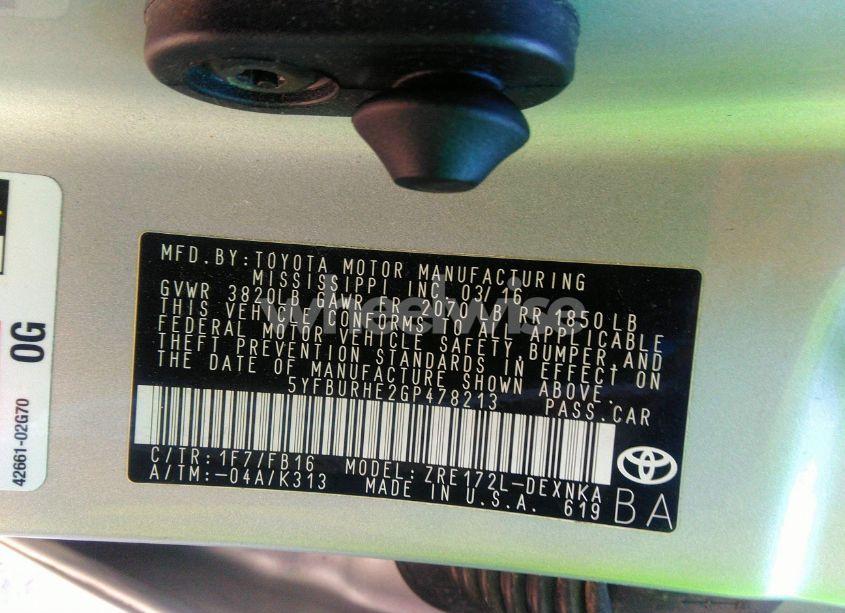 MFD.BY:TOYOTA MOTOR MANUFACTURING
MISSISSIPPI INC. 03/16
GVWR 3820LB GAWR FR 2070LB RR 1850LB
THIS VEHICLE CONFORMS TO ALL APPLICABLE
FEDERAL MOTOR VEHICLE SAFETY, BUMPER, AND
THEFT PREVENTION STANDARDS IN EFFECT ON
THE DATE OF MANUFACTURE SHOWN ABOVE.
5YFBURHE2GP478213 PASS.CAR
C/TR: 1F7/FB16 MODEL: ZRE172L-DEXNKA
A/TM:-04A/K313 MADE IN U.S.A. 619
BA
0G
42661-02G70
wheelwise